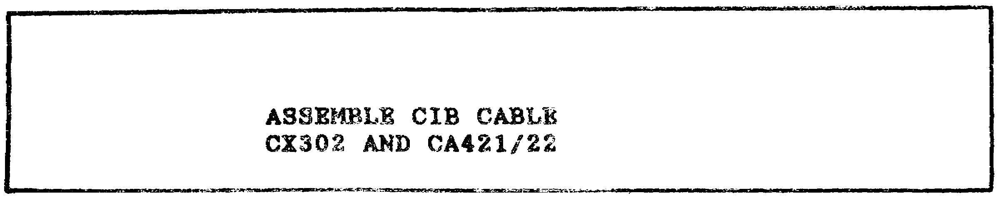 ASSEMBLE CIB CABLE
CX302 AND CA421/22